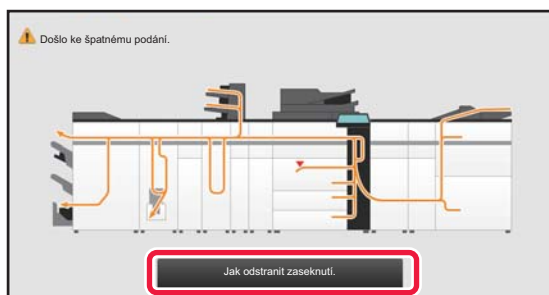 Došlo ke špatnému podání.
Jak odstranit zaseknutí.